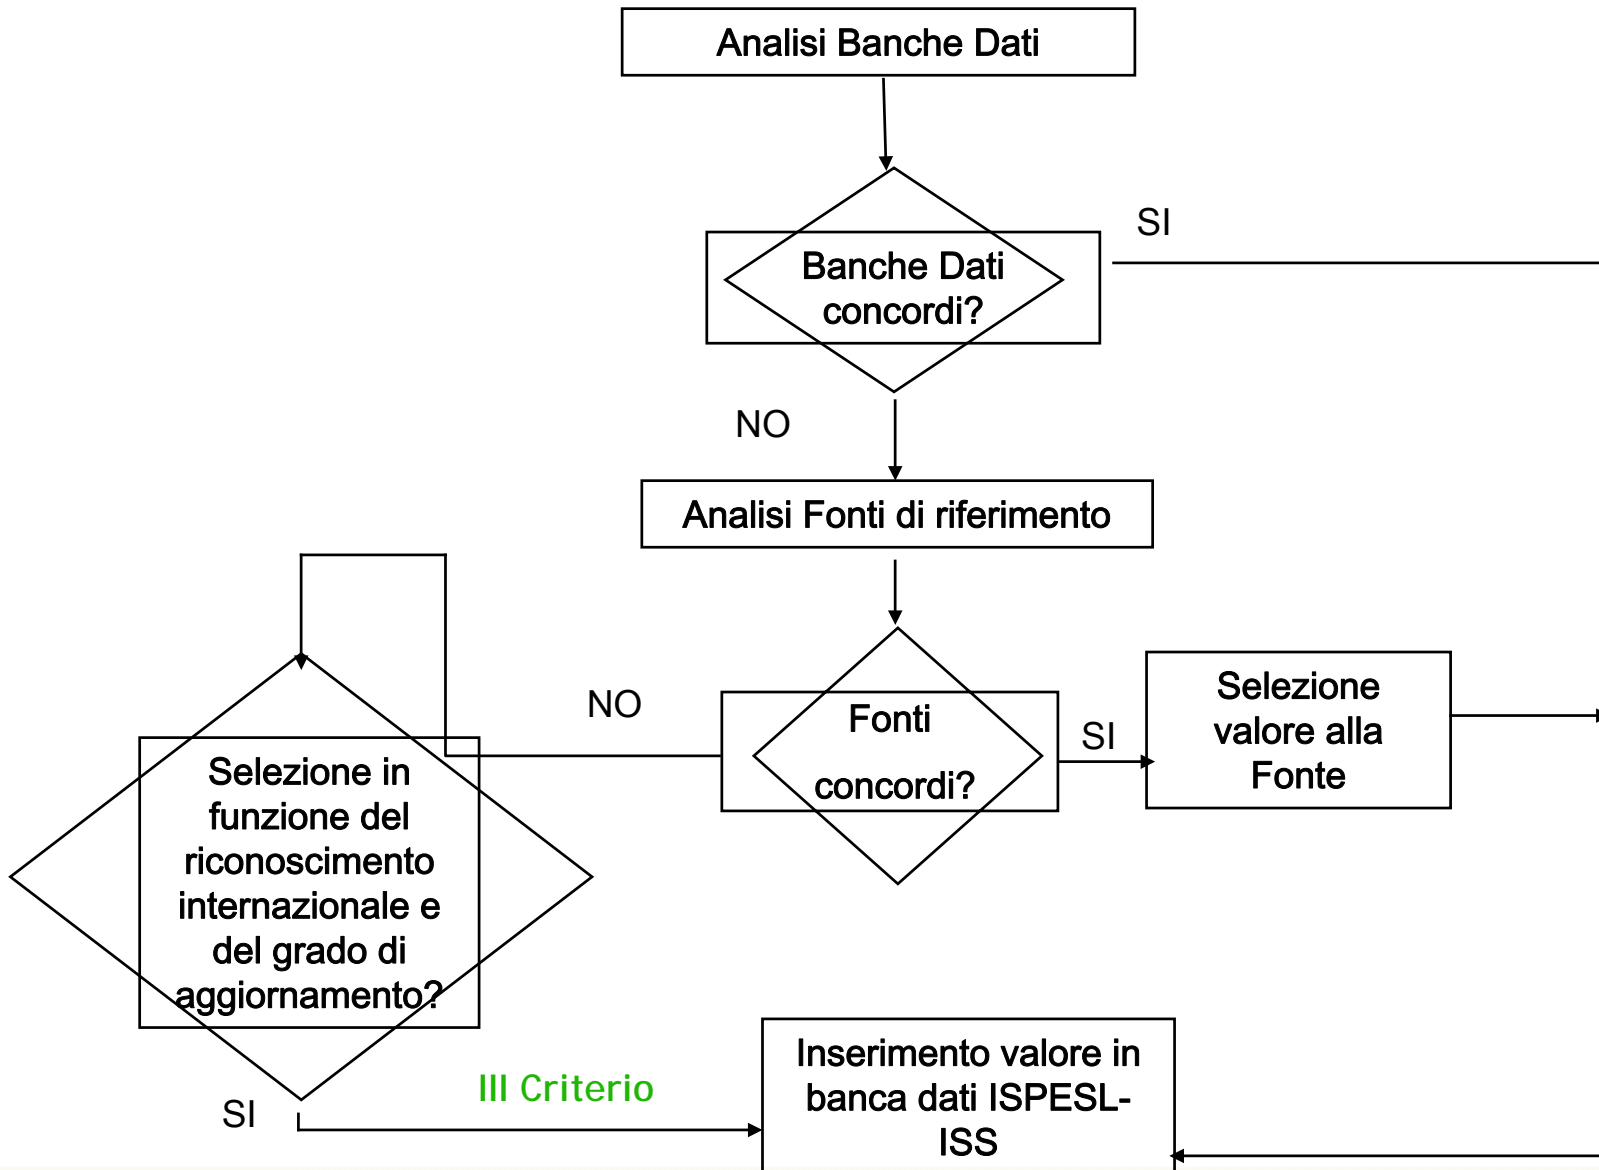 Analisi Banche Dati
SI
Banche Dati
concordi?
NO
Analisi Fonti di riferimento
NO
Fonti
concordi?
SI
Selezione
valore alla
Fonte
Selezione in
funzione del
riconoscimento
internazionale e
del grado di
aggiornamento?
SI
III Criterio
Inserimento valore in
banca dati ISPESL-
ISS